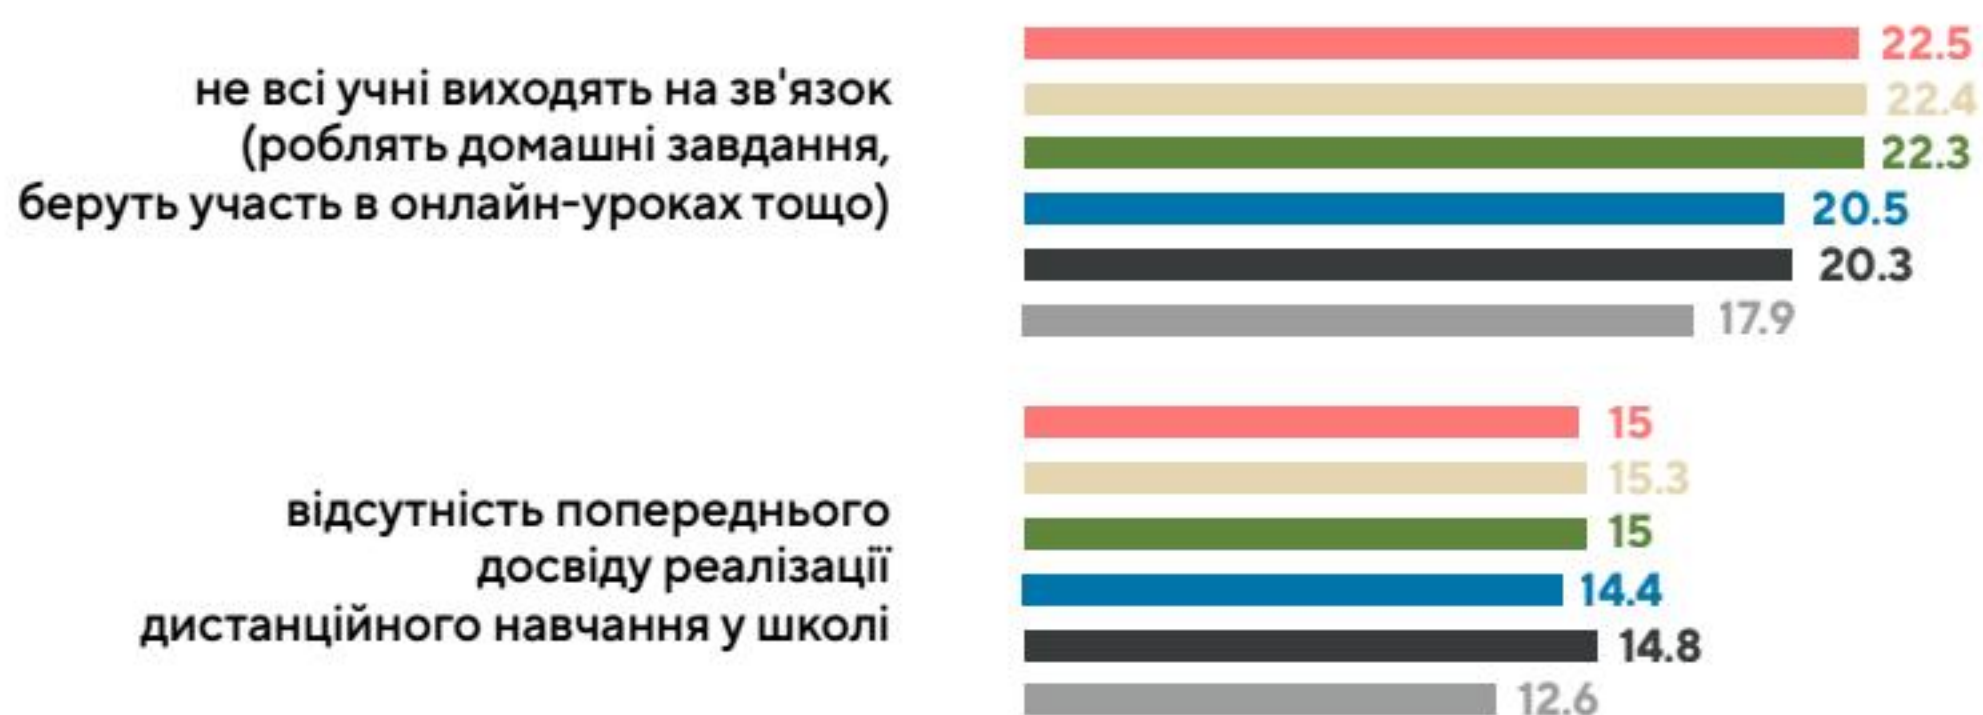 не всі учні виходять на зв'язок
(роблять домашні завдання,
беруть участь в онлайн-уроках тощо)
22.5
22.4
22.3
20.5
20.3
17.9
відсутність попереднього
досвіду реалізації
дистанційного навчання у школі
15
15.3
15
14.4
14.8
12.6